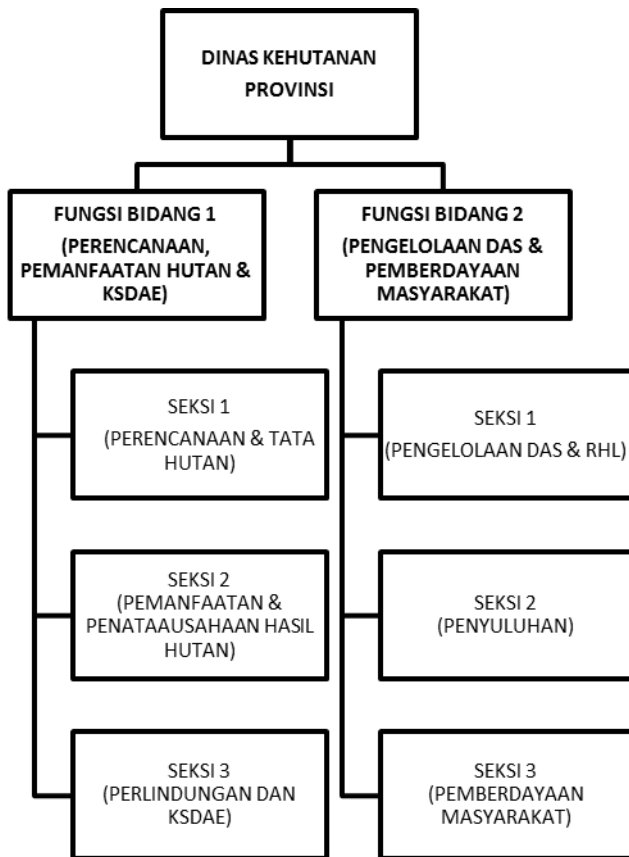 DINAS KEHUTANAN
PROVINSI
FUNGSI BIDANG 1
(PERENCANAAN,
PEMANFAATAN HUTAN &
KSDAE)
FUNGSI BIDANG 2
(PENGELOLAAN DAS &
PEMBERDAYAAN
MASYARAKAT)
SEKSI 1
(PERENCANAAN & TATA
HUTAN)
SEKSI 1
(PENGELOLAAN DAS & RHL)
SEKSI 2
(PEMANFAATAN &
PENATAAUSAHAAN HASIL
HUTAN)
SEKSI 2
(PENYULUHAN)
SEKSI 3
(PERLINDUNGAN DAN
KSDAE)
SEKSI 3
(PEMBERDAYAAN
MASYARAKAT)